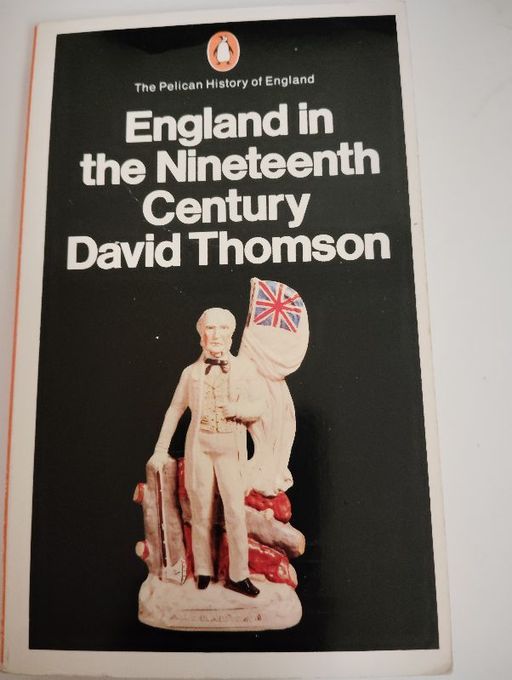 The Pelican History of England
England in
the Nineteenth
Century
David Thomson